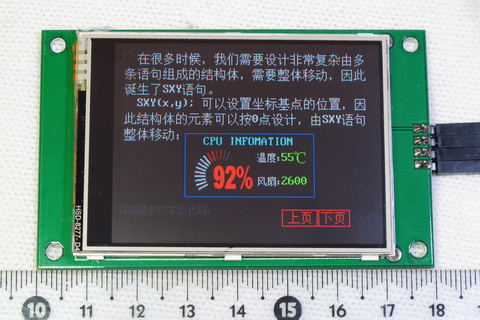 在很多时候，我们需要设计非常复杂由多
条语句组成的结构体，需要整体移动，因此
诞生了SXY语句。
SXY(x,y); 可以设置坐标基点的位置，因
此结构体的元素可以按0点设计，由SXY语句
整体移动：
CPU INFOMATION
温度:55℃
92%
风扇:2600
上页 下页
10 11 12 13 14 15 16 17 18